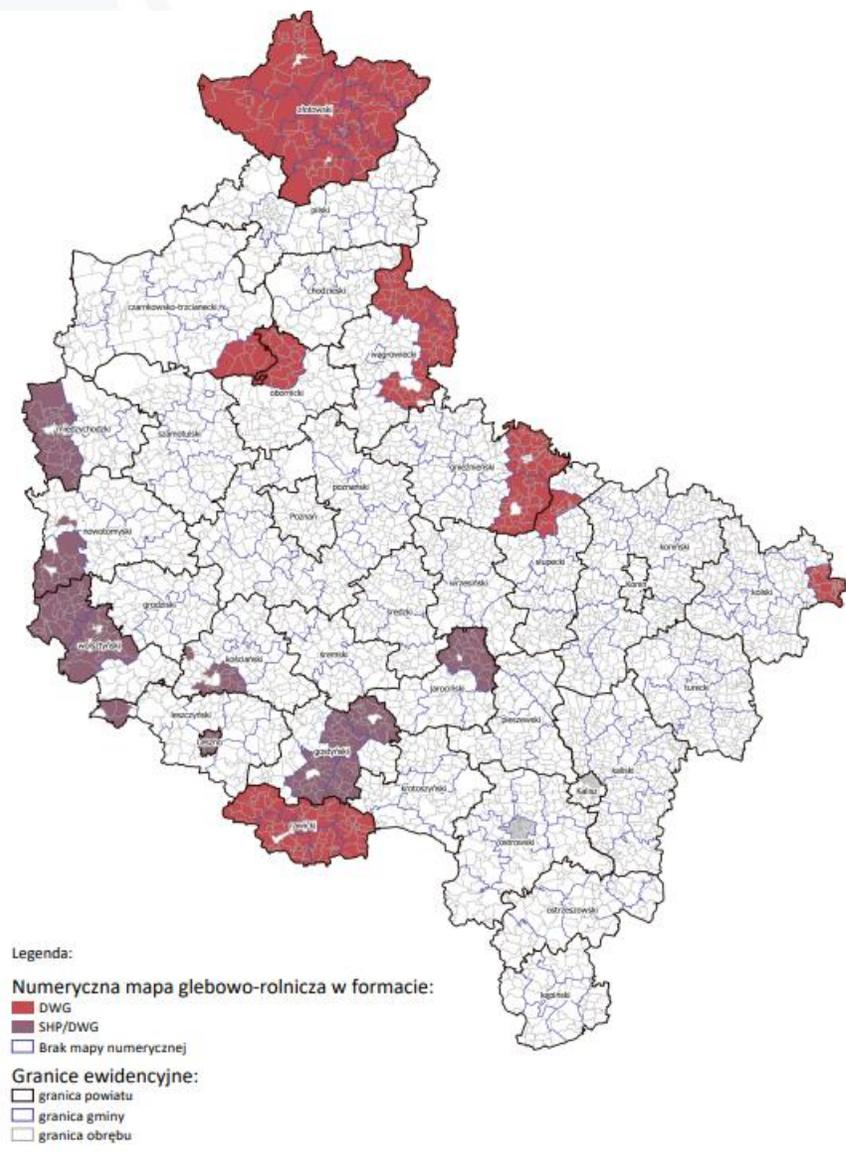 złotowski
pilski
chodzieski
czarnkowsko-trzcianecki
wągrowiecki
obornicki
międzychodzki
szamotulski
gnieźnieński
poznański
Poznań
nowotomyski
koniński
słupecki
Konin
wrzesiński
kolski
grodziski
średzki
wolsztyński
kościański
śremski
jarociński
turecki
leszczyński
pleszewski
Leszno
gostyński
kaliski
krotoszyński
Kalisz
rawicki
ostrowski
ostrzeszowski
kępiński
Legenda:
Numeryczna mapa glebowo-rolnicza w formacie:
DWG
SHP/DWG
Brak mapy numerycznej
Granice ewidencyjne:
granica powiatu
granica gminy
granica obrębu